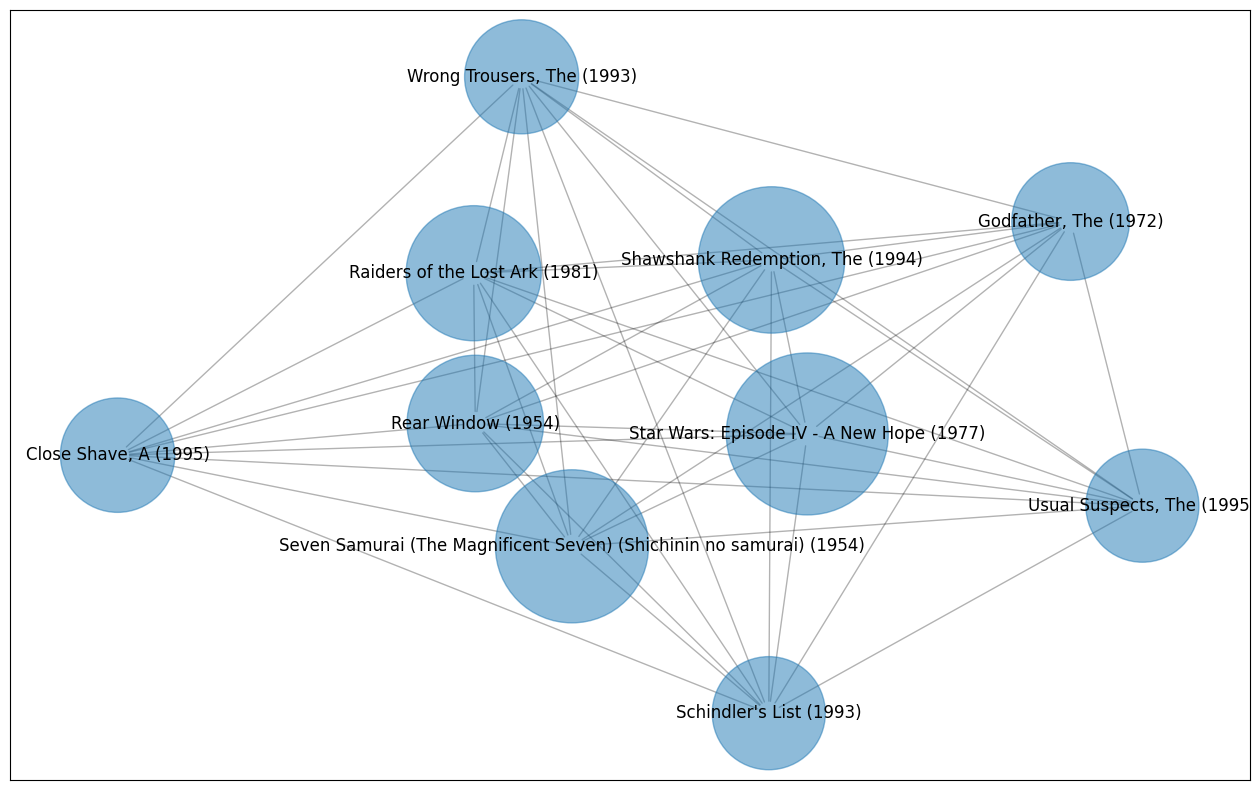 Wrong Trousers, The (1993)
Godfather, The (1972)
Shawshank Redemption, The (1994)
Raiders of the Lost Ark (1981)
Rear Window (1954)
Star Wars: Episode IV - A New Hope (1977)
Close Shave, A (1995)
Usual Suspects, The (1995
Seven Samurai (The Magnificent Seven) (Shichinin no samurai) (1954)
Schindler's List (1993)